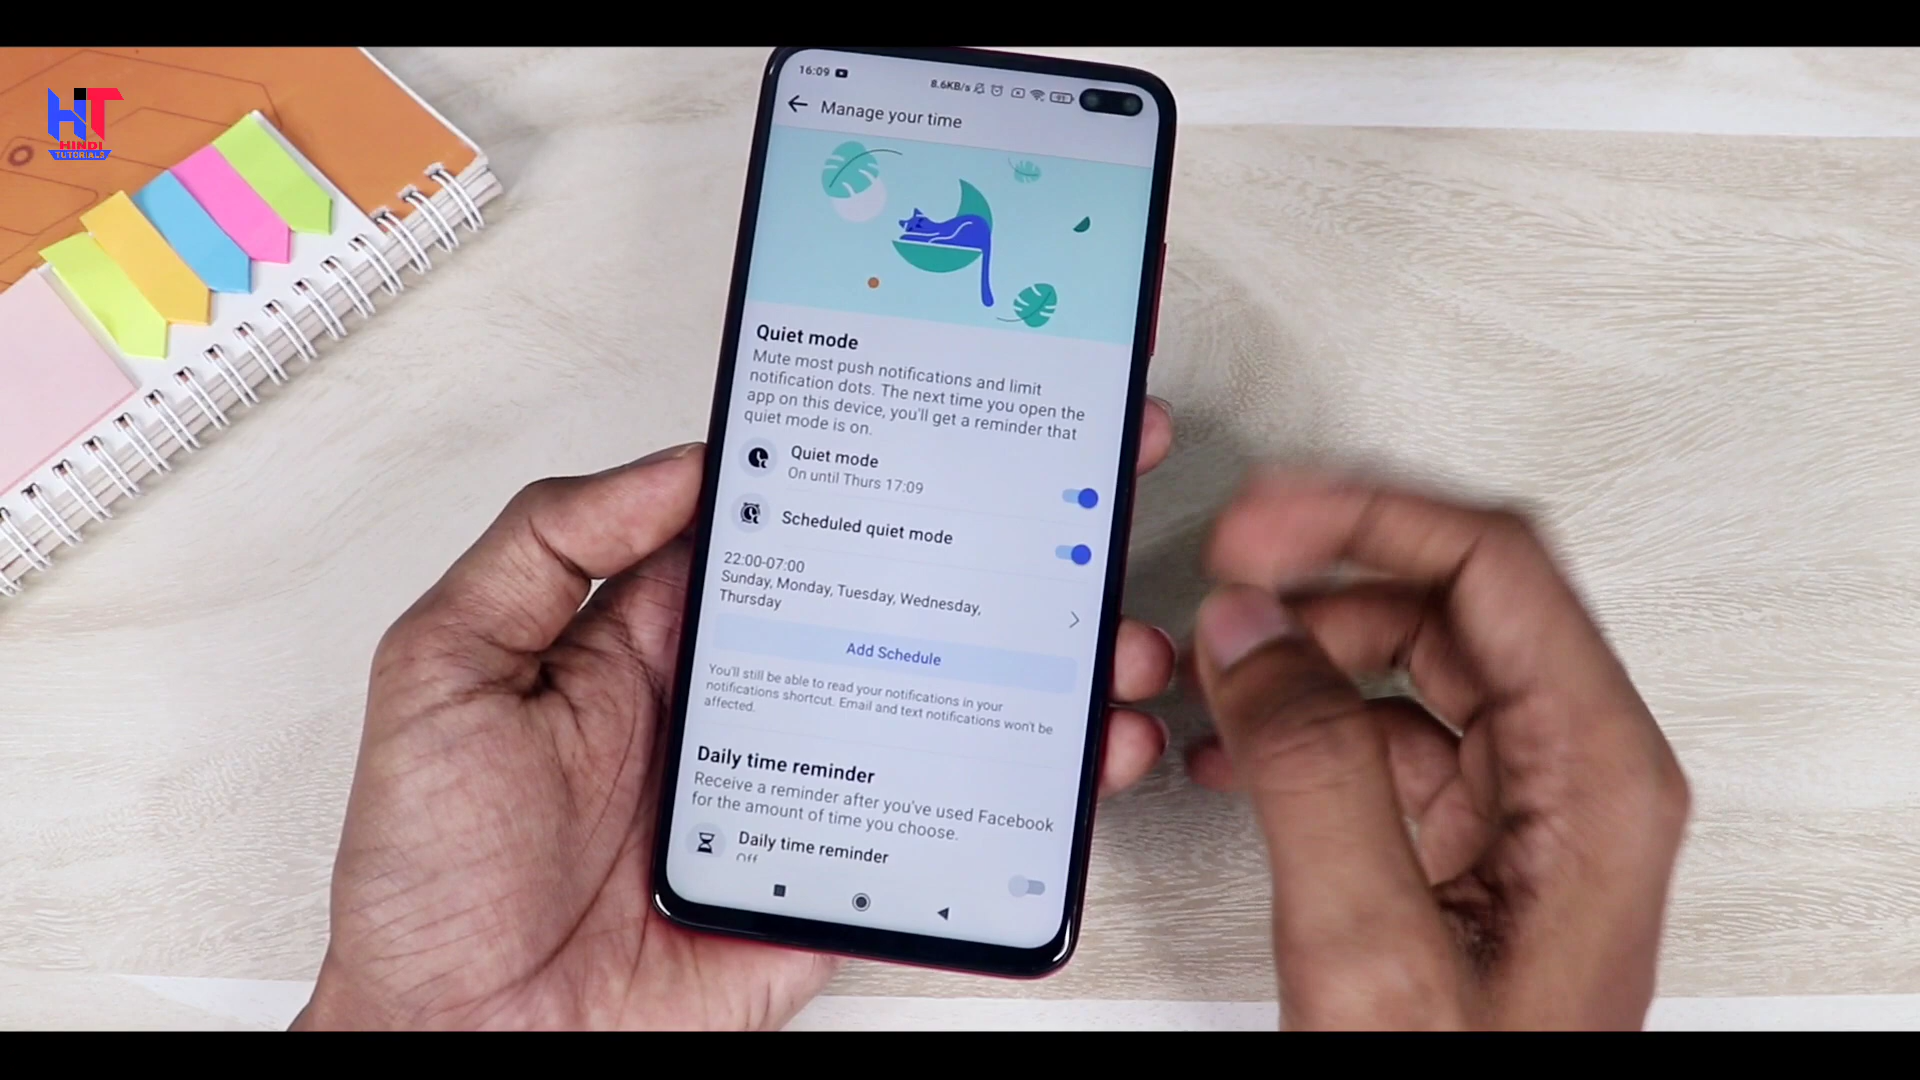 HINDI
TUTORIALS
16:09
8.6KB/s
Manage your time
Quiet mode
Mute most push notifications and limit
notification dots. The next time you open the
app on this device, you'll get a reminder that
quiet mode is on.
Quiet mode
On until Thurs 17:09
Scheduled quiet mode
22:00-07:00
Sunday, Monday, Tuesday, Wednesday,
Thursday
Add Schedule
You'll still be able to read your notifications in your
notifications shortcut. Email and text notifications won't be
affected.
Daily time reminder
Receive a reminder after you've used Facebook
for the amount of time you choose.
Daily time reminder
Off